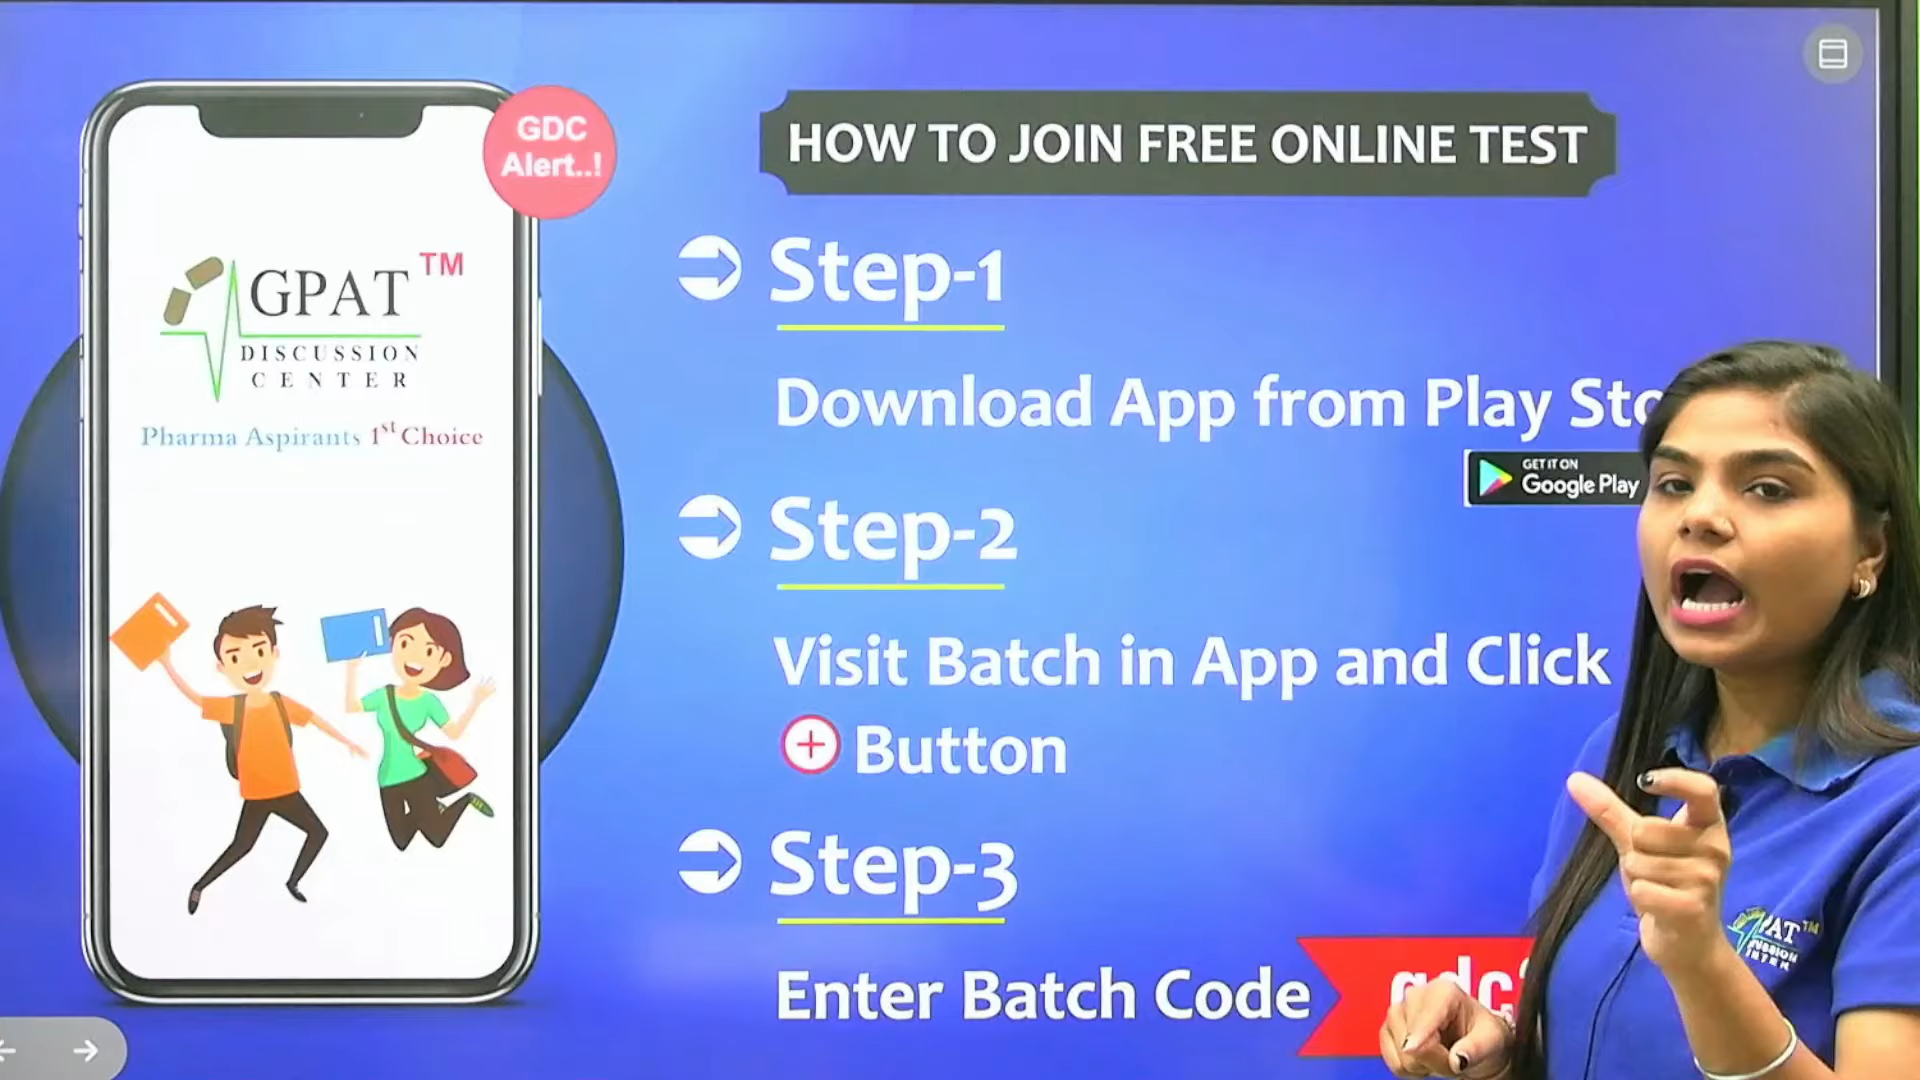 GDC
Alert..!
HOW TO JOIN FREE ONLINE TEST
GPAT TM
DISCUSSION
CENTER
Pharma Aspirants 1st Choice
Step-1
Download App from Play
GET IT ON
Google Play
Step-2
Visit Batch in App and Click
+ Button
Step-3
Enter Batch Code